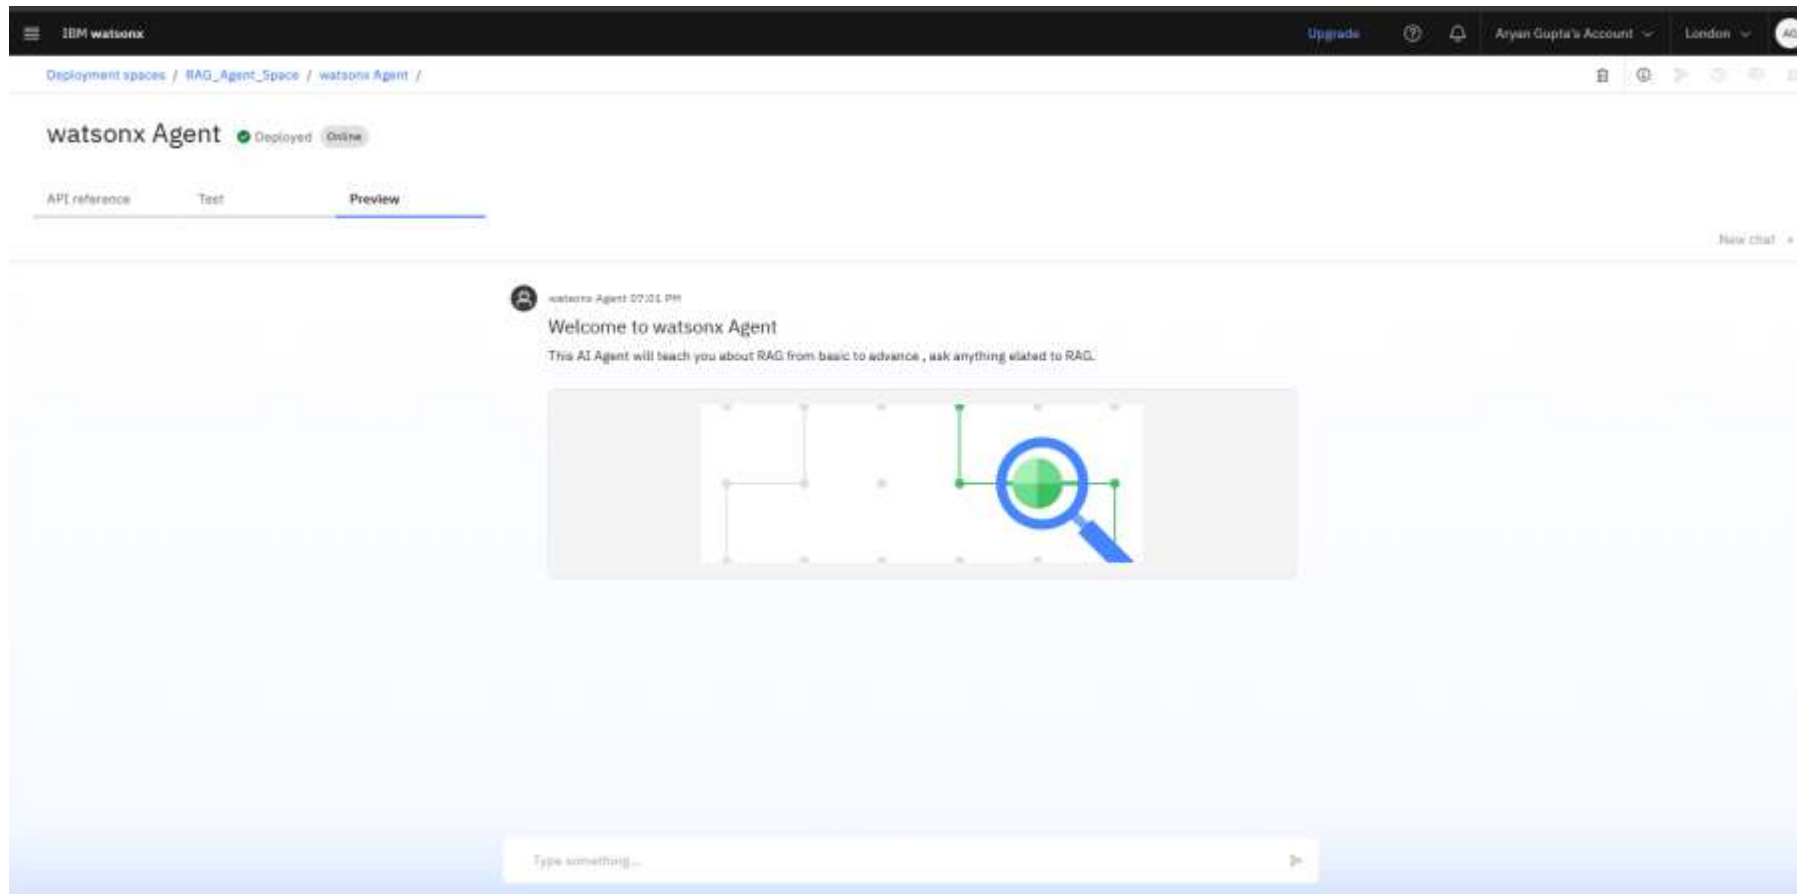 IBM watsonx
Upgrade
Aryan Gupta's Account
London
AG
Deployment spaces / RAG_Agent_Space / watsonx Agent /
watsonx Agent
Deployed
Online
API reference
Test
Preview
New chat +
watsonx Agent 07:01 PM
Welcome to watsonx Agent
This AI Agent will teach you about RAG from basic to advance , ask anything elated to RAG.
Type something...